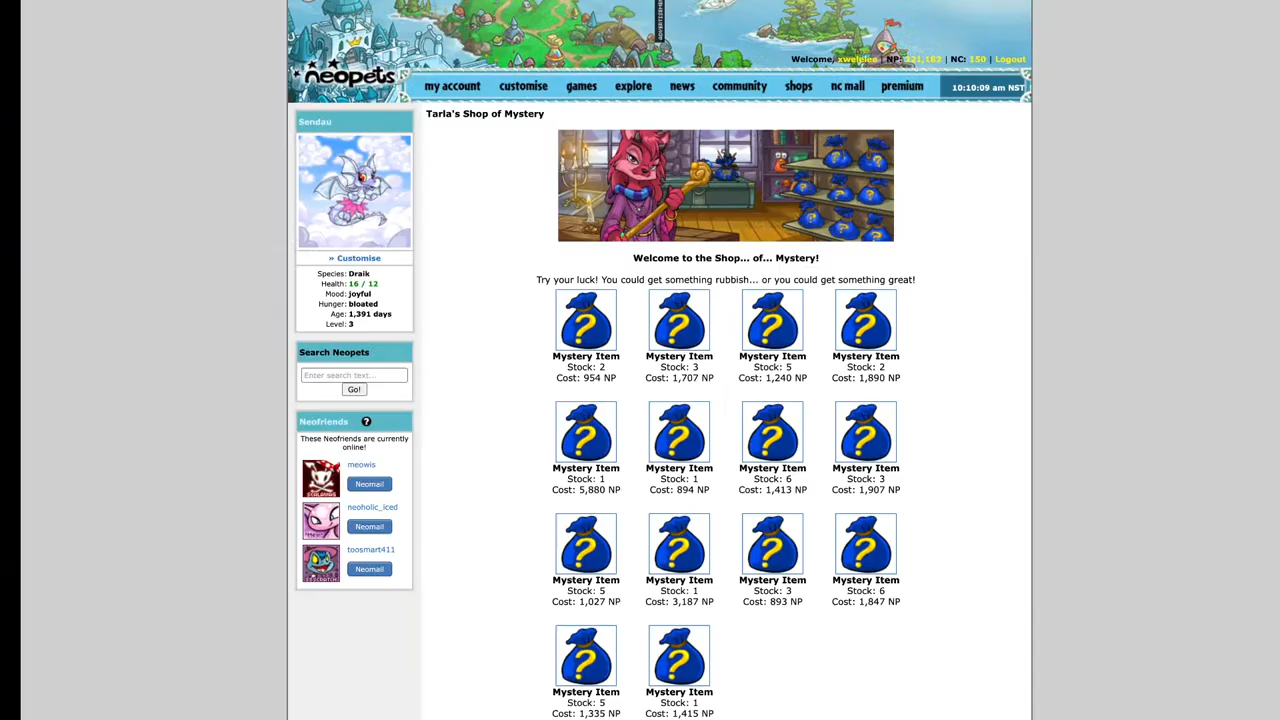 ADVERTISEMENT
Welcome, xwelelee | NP: 221,182 | NC: 150 | Logout
neopets
my account customise games explore news community shops nc mall premium 10:10:09 am NST
Sendau
» Customise
Species: Draik
Health: 16 / 12
Mood: joyful
Hunger: bloated
Age: 1,391 days
Level: 3
Search Neopets
Enter search text...
Go!
Neofriends ?
These Neofriends are currently
online!
meowis
Neomail
neoholic_iced
Neomail
toosmart411
Neomail
Tarla's Shop of Mystery
Welcome to the Shop... of... Mystery!
Try your luck! You could get something rubbish... or you could get something great!
Mystery Item Mystery Item Mystery Item Mystery Item
Stock: 2 Stock: 3 Stock: 5 Stock: 2
Cost: 954 NP Cost: 1,707 NP Cost: 1,240 NP Cost: 1,890 NP
Mystery Item Mystery Item Mystery Item Mystery Item
Stock: 1 Stock: 1 Stock: 6 Stock: 3
Cost: 5,880 NP Cost: 894 NP Cost: 1,413 NP Cost: 1,907 NP
Mystery Item Mystery Item Mystery Item Mystery Item
Stock: 5 Stock: 1 Stock: 3 Stock: 6
Cost: 1,027 NP Cost: 3,187 NP Cost: 893 NP Cost: 1,847 NP
Mystery Item Mystery Item
Stock: 5 Stock: 1
Cost: 1,335 NP Cost: 1,415 NP